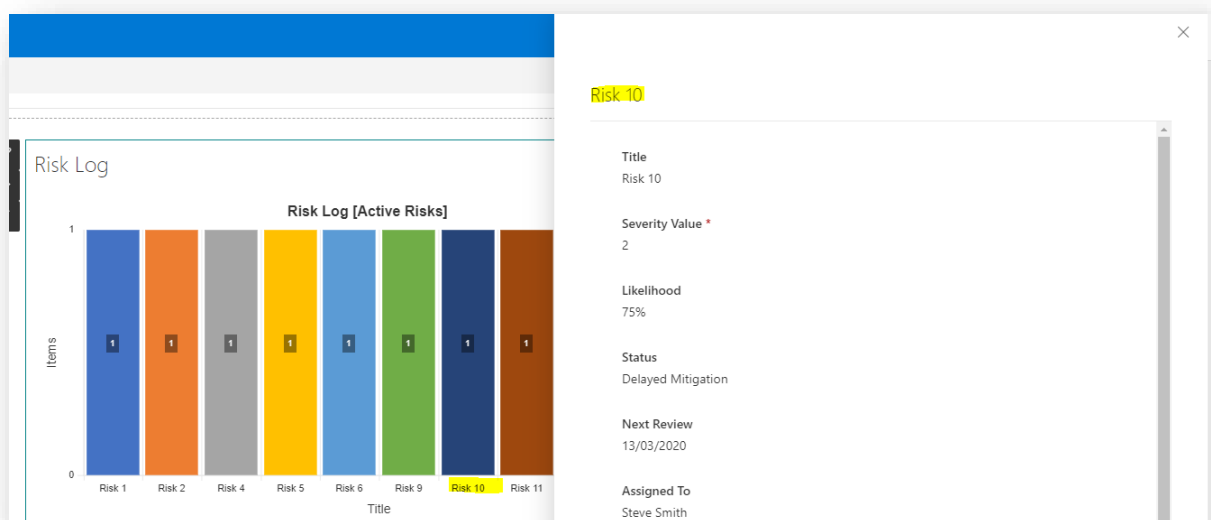 Risk Log
Risk Log [Active Risks]
1
Items
1 1 1 1 1 1 1 1
0
Risk 1 Risk 2 Risk 4 Risk 5 Risk 6 Risk 9 Risk 10 Risk 11
Title
Risk 10
Title
Risk 10
Severity Value *
2
Likelihood
75%
Status
Delayed Mitigation
Next Review
13/03/2020
Assigned To
Steve Smith